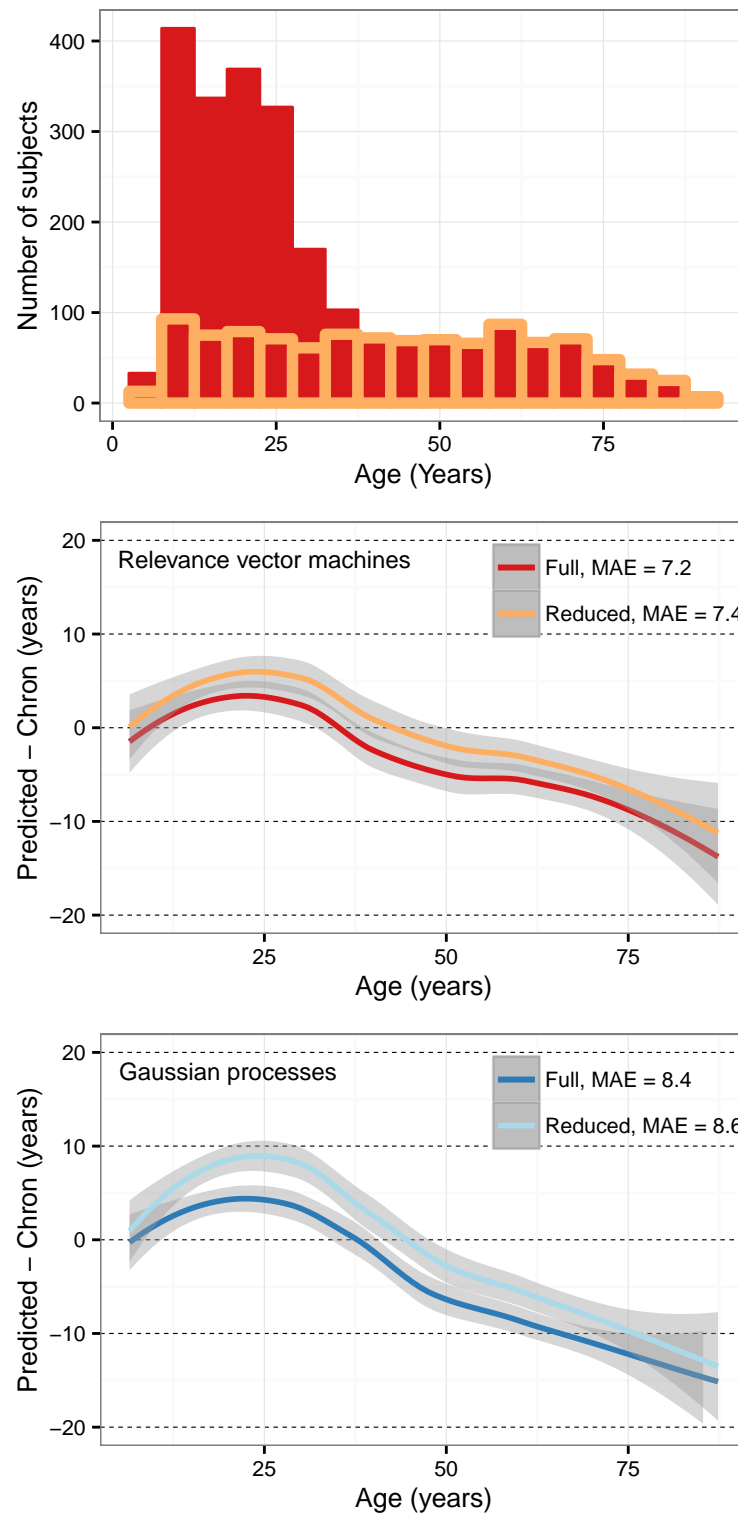 400
300
200
100
0
Number of subjects
0 25 50 75
Age (Years)
20
10
0
−10
−20
Predicted − Chron (years)
Relevance vector machines
Full, MAE = 7.2
Reduced, MAE = 7.4
25 50 75
Age (years)
20
10
0
−10
−20
Predicted − Chron (years)
Gaussian processes
Full, MAE = 8.4
Reduced, MAE = 8.6
25 50 75
Age (years)